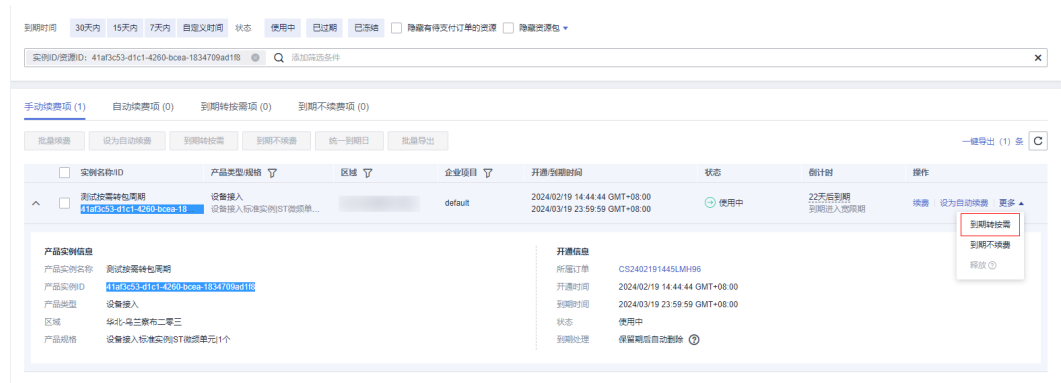 到期时间 30天内 15天内 7天内 自定义时间 状态 使用中 已过期 已冻结 隐藏有待支付订单的资源 隐藏资源包
实例ID/资源ID: 41af3c53-d1c1-4260-bcea-1834709ad1f8 添加筛选条件
手动续费项 (1) 自动续费项 (0) 到期转按需项 (0) 到期不续费项 (0)
批量续费 设为自动续费 到期转按需 到期不续费 统一到期日 批量导出 一键导出 (1) 条
实例名称/ID 产品类型/规格 区域 企业项目 开通/到期时间 状态 倒计时 操作
测试按需转包周期 设备接入 default 2024/02/19 14:44:44 GMT+08:00 使用中 22天后到期 续费 设为自动续费 更多
41af3c53-d1c1-4260-bcea-18 设备接入标准实例|ST微频单... 2024/03/19 23:59:59 GMT+08:00 到期进入宽限期
到期转按需
到期不续费
释放
产品实例信息 开通信息
产品实例名称 测试按需转包周期 所属订单 CS2402191445LMH96
产品实例ID 41af3c53-d1c1-4260-bcea-1834709ad1f8 开通时间 2024/02/19 14:44:44 GMT+08:00
产品类型 设备接入 到期时间 2024/03/19 23:59:59 GMT+08:00
区域 华北-乌兰察布二零三 状态 使用中
产品规格 设备接入标准实例|ST微频单元|1个 到期处理 保留期后自动删除